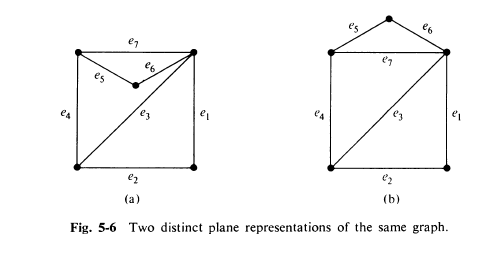 e5 e6
e7
e5 e6 e7
e4 e3 e1 e4 e3 e1
e2 e2
(a) (b)
Fig. 5-6 Two distinct plane representations of the same graph.